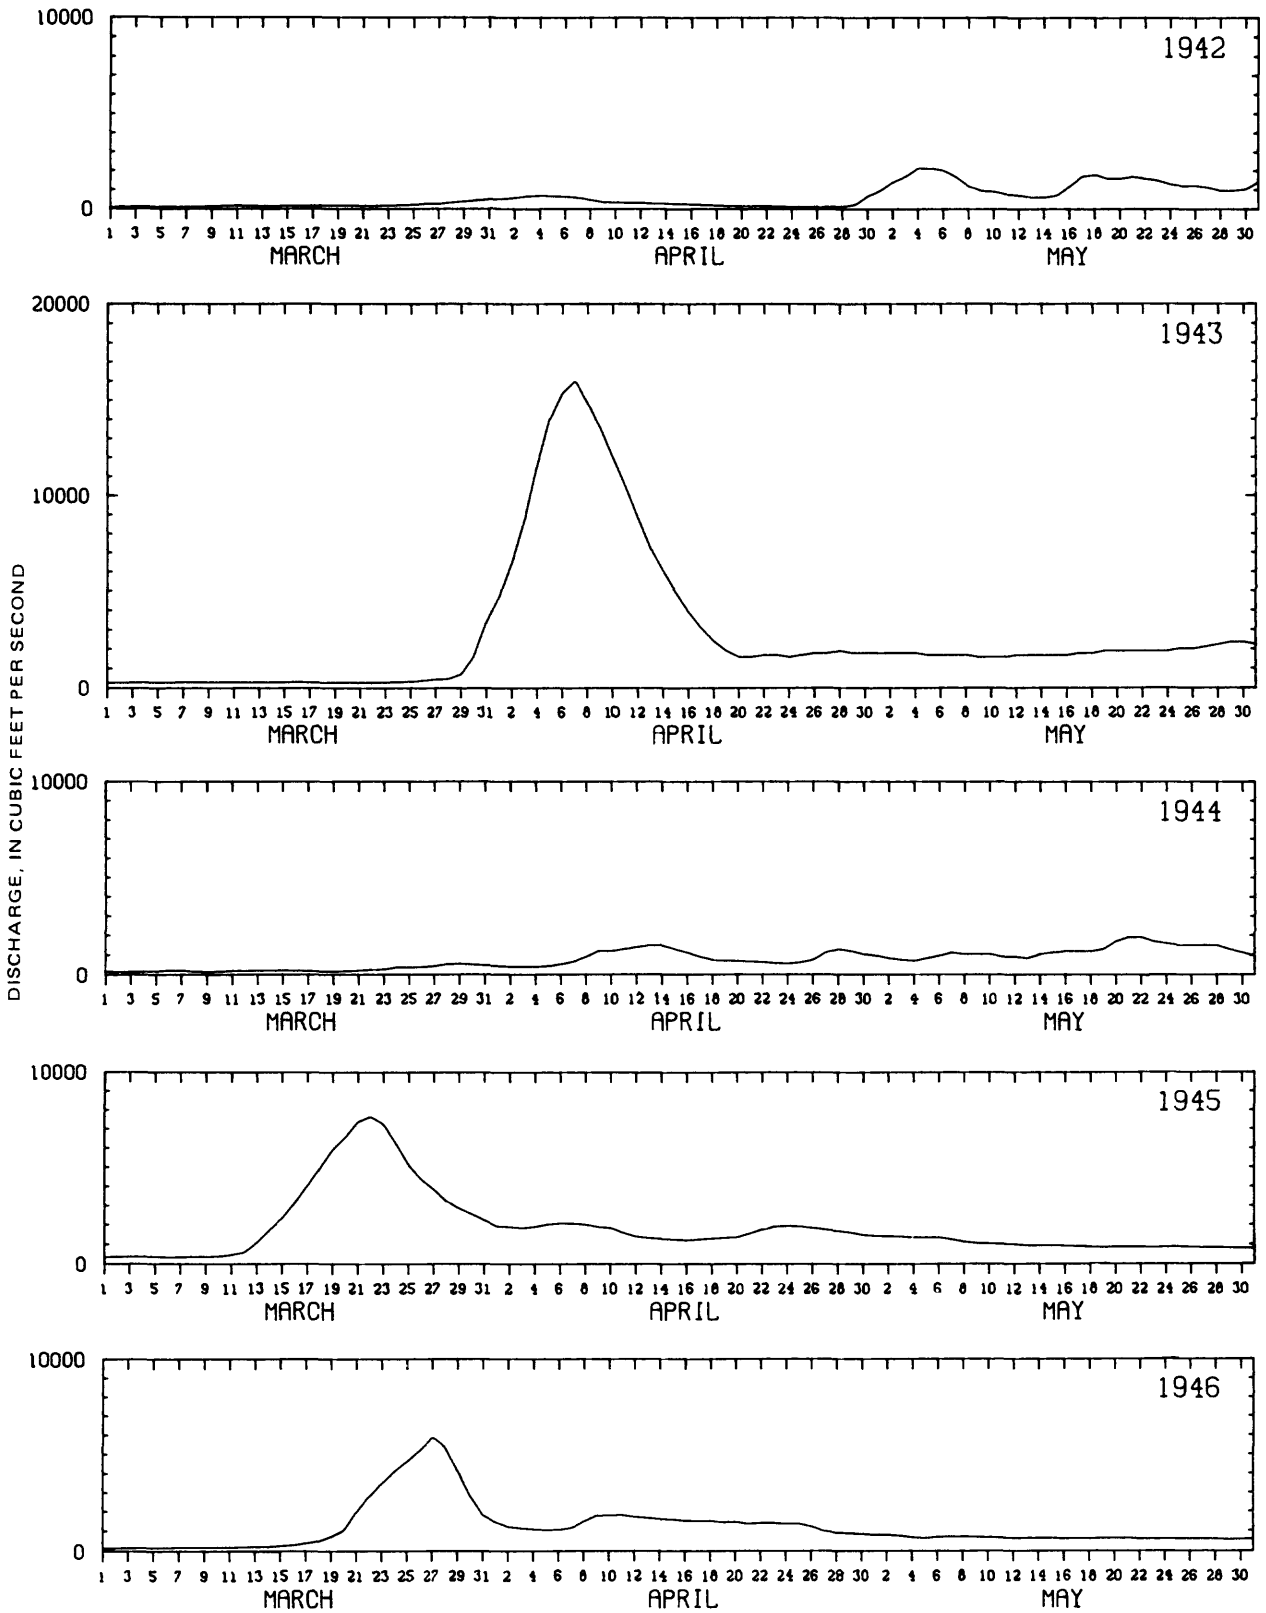 DISCHARGE, IN CUBIC FEET PER SECOND
10000
1942
0
1 3 5 7 9 11 13 15 17 19 21 23 25 27 29 31 2 4 6 8 10 12 14 16 18 20 22 24 26 28 30 2 4 6 8 10 12 14 16 18 20 22 24 26 28 30
MARCH APRIL MAY
20000
1943
10000
0
1 3 5 7 9 11 13 15 17 19 21 23 25 27 29 31 2 4 6 8 10 12 14 16 18 20 22 24 26 28 30 2 4 6 8 10 12 14 16 18 20 22 24 26 28 30
MARCH APRIL MAY
10000
1944
0
1 3 5 7 9 11 13 15 17 19 21 23 25 27 29 31 2 4 6 8 10 12 14 16 18 20 22 24 26 28 30 2 4 6 8 10 12 14 16 18 20 22 24 26 28 30
MARCH APRIL MAY
10000
1945
0
1 3 5 7 9 11 13 15 17 19 21 23 25 27 29 31 2 4 6 8 10 12 14 16 18 20 22 24 26 28 30 2 4 6 8 10 12 14 16 18 20 22 24 26 28 30
MARCH APRIL MAY
10000
1946
0
1 3 5 7 9 11 13 15 17 19 21 23 25 27 29 31 2 4 6 8 10 12 14 16 18 20 22 24 26 28 30 2 4 6 8 10 12 14 16 18 20 22 24 26 28 30
MARCH APRIL MAY